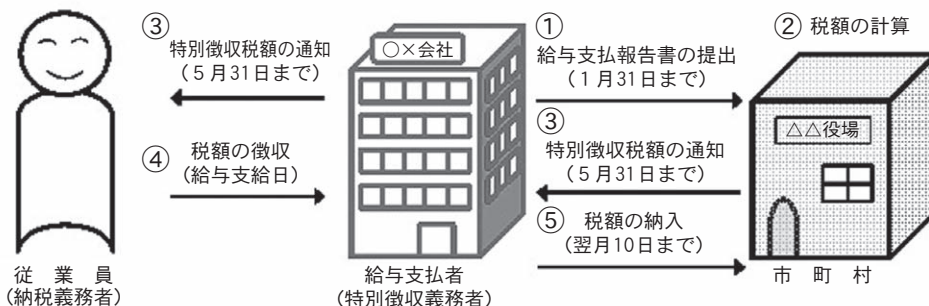 ③
特別徴収税額の通知
(5月31日まで)
④ 税額の徴収
(給与支給日)
従業員
(納税義務者)
○×会社
給与支払者
(特別徴収義務者)
①
給与支払報告書の提出
(1月31日まで)
③
特別徴収税額の通知
(5月31日まで)
⑤ 税額の納入
(翌月10日まで)
② 税額の計算
△△役場
市町村